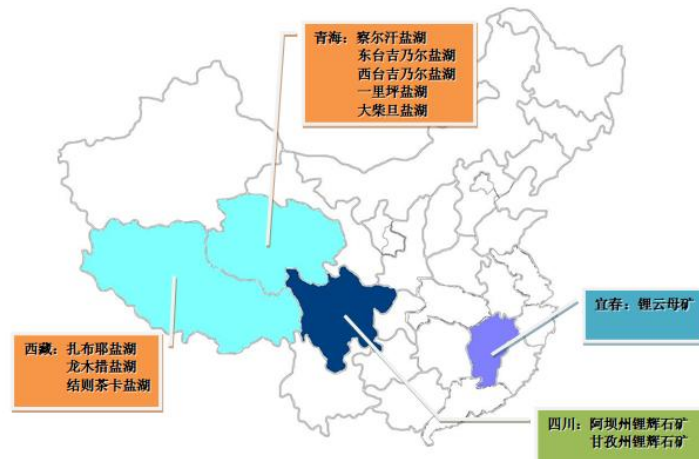 青海：察尔汗盐湖
东台吉乃尔盐湖
西台吉乃尔盐湖
一里坪盐湖
大柴旦盐湖
宜春：锂云母矿
西藏：扎布耶盐湖
龙木措盐湖
结则茶卡盐湖
四川：阿坝州锂辉石矿
甘孜州锂辉石矿